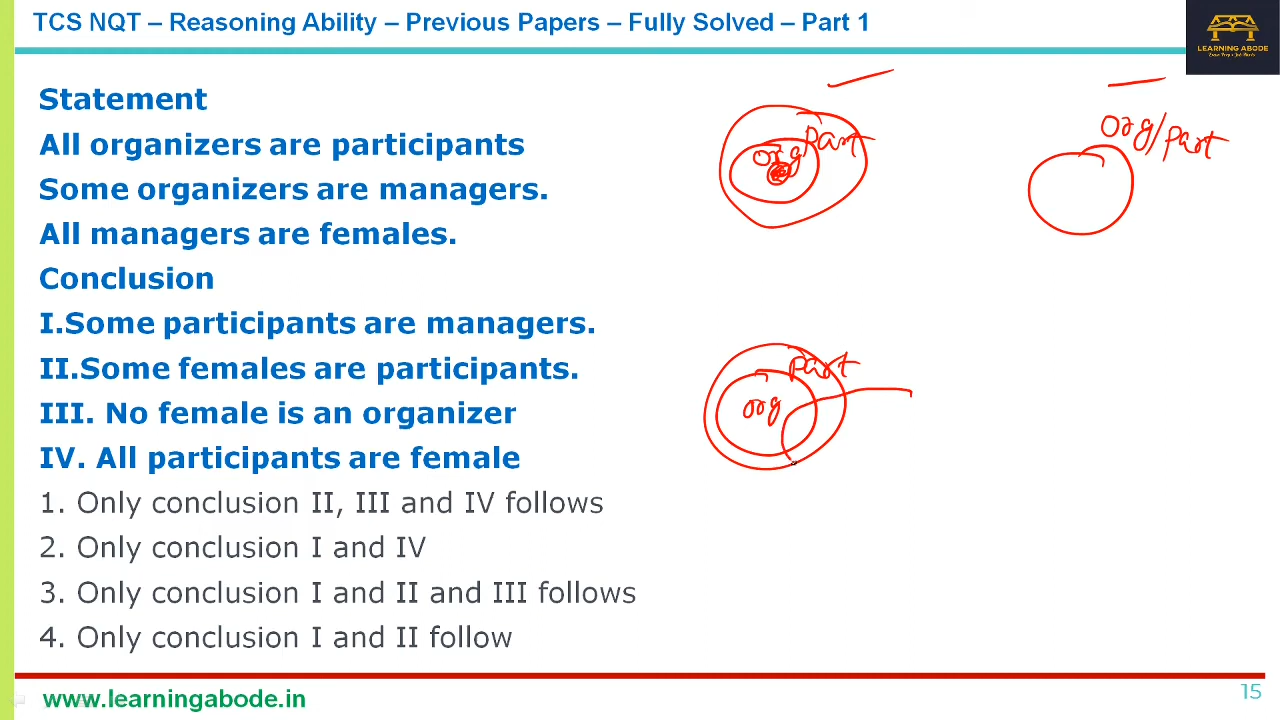 TCS NQT – Reasoning Ability – Previous Papers – Fully Solved – Part 1
LEARNING ABODE
Statement
All organizers are participants
Some organizers are managers.
All managers are females.
Conclusion
I.Some participants are managers.
II.Some females are participants.
III. No female is an organizer
IV. All participants are female
1. Only conclusion II, III and IV follows
2. Only conclusion I and IV
3. Only conclusion I and II and III follows
4. Only conclusion I and II follow
part
org
org/part
part
org
www.learningabode.in
15